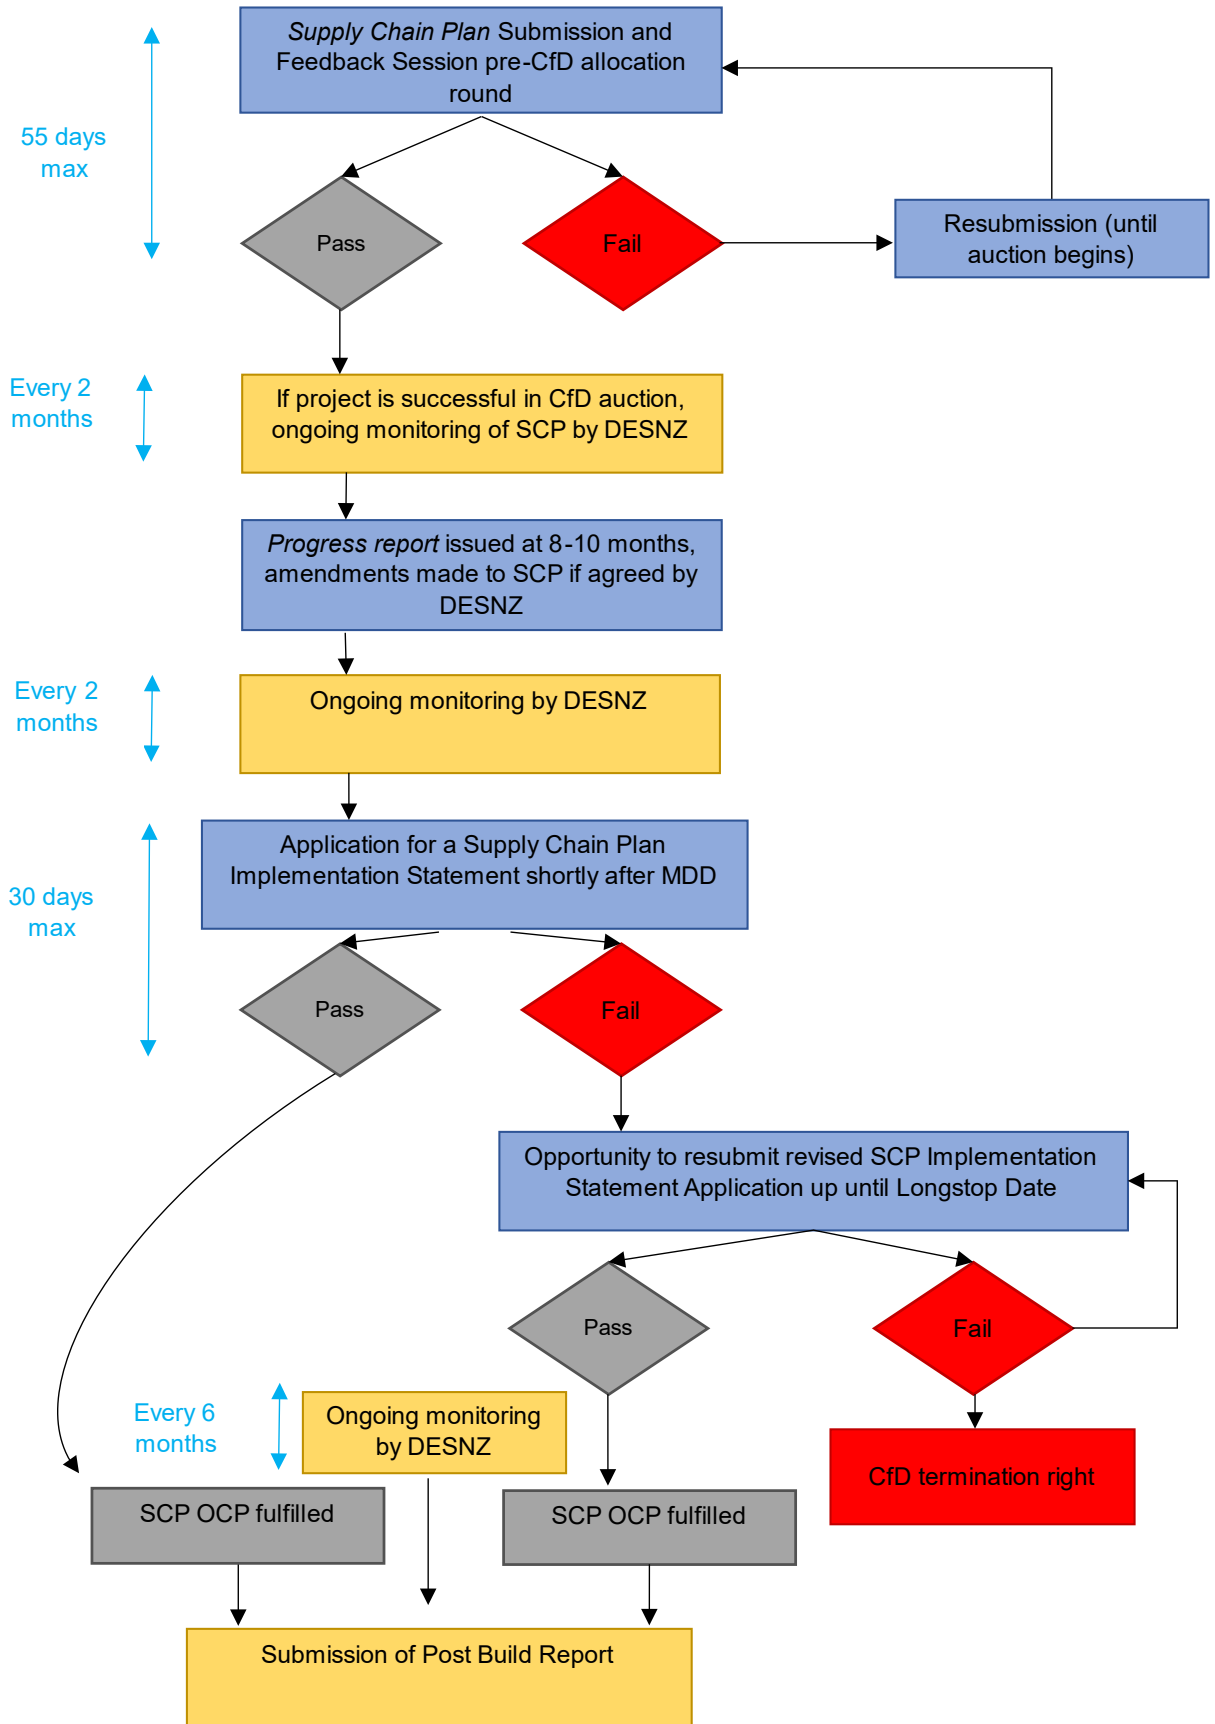 Supply Chain Plan Submission and
Feedback Session pre-CfD allocation
round
55 days
max
Pass
Fail
Resubmission (until
auction begins)
Every 2
months
If project is successful in CfD auction,
ongoing monitoring of SCP by DESNZ
Progress report issued at 8-10 months,
amendments made to SCP if agreed by
DESNZ
Every 2
months
Ongoing monitoring by DESNZ
30 days
max
Application for a Supply Chain Plan
Implementation Statement shortly after MDD
Pass
Fail
Opportunity to resubmit revised SCP Implementation
Statement Application up until Longstop Date
Pass
Fail
Every 6
months
Ongoing monitoring
by DESNZ
CfD termination right
SCP OCP fulfilled
SCP OCP fulfilled
Submission of Post Build Report